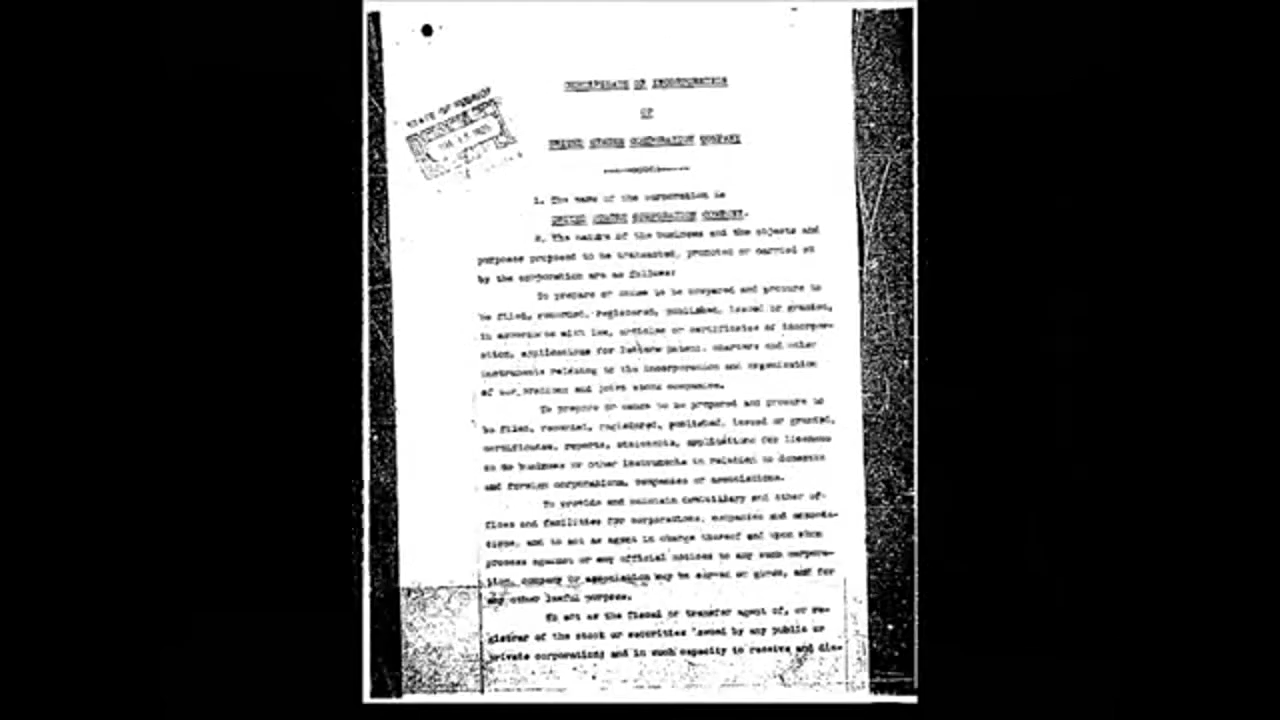 CERTIFICATE OF INCORPORATION
OF
UNITED STATES CORPORATION COMPANY
STATE OF
1. The name of the corporation is
UNITED STATES CORPORATION COMPANY.
2. The nature of the business and the objects and
purposes proposed to be transacted, promoted or carried on
by the corporation are as follows:
To prepare or cause to be prepared and procure to
be filed, recorded, registered, published, issued or granted,
in accordance with law, articles or certificates of incorpor-
ation, applications for letters patent, charters and other
instruments relating to the incorporation and organization
of corporations and joint stock companies.
To prepare or cause to be prepared and procure to
be filed, recorded, registered, published, issued or granted,
certificates, reports, statements, applications for licenses
to do business or other instruments in relation to domestic
and foreign corporations, companies or associations.
To provide and maintain domiciliary and other of-
fices and facilities for corporations, companies and associa-
tions, and to act as agent in charge thereof and upon whom
process against or any official notices to any such corpora-
tion, company or association may be served or given, and for
any other lawful purpose.
To act as the fiscal or transfer agent of, or re-
gistrar of the stock or securities issued by any public or
private corporation; and in such capacity to receive and dis-